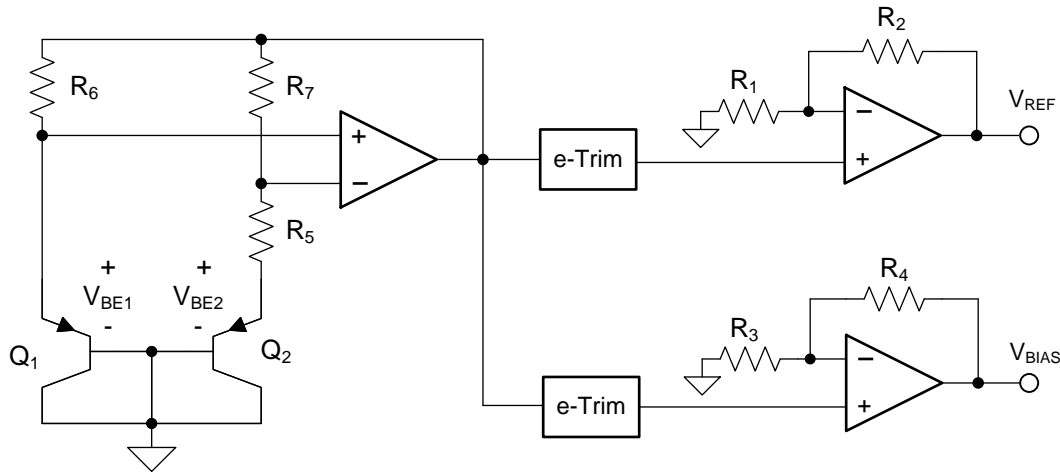 R2
R6
R7
R1
VREF
+
−
e-Trim
−
+
R5
+
+
VBE1
VBE2
-
-
Q1
Q2
R4
R3
VBIAS
e-Trim
−
+